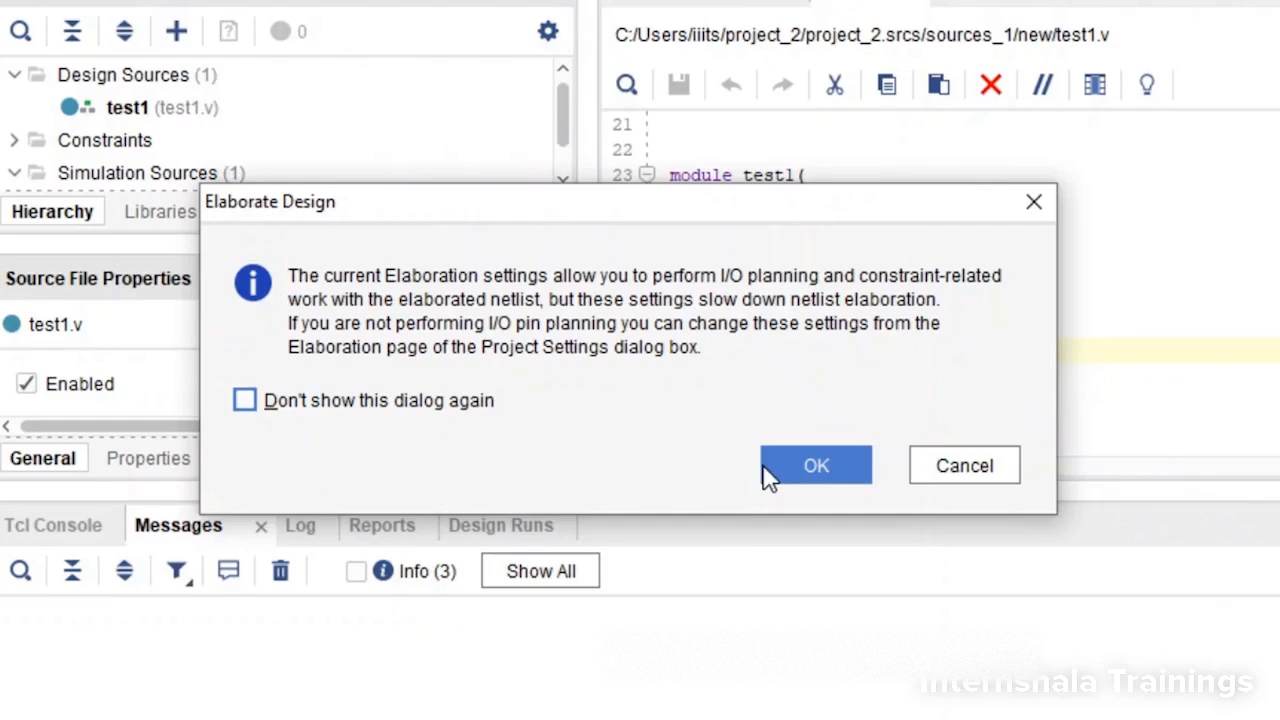 0
C:/Users/iiits/project_2/project_2.srcs/sources_1/new/test1.v
Design Sources (1)
test1 (test1.v)
Constraints
Simulation Sources (1)
Hierarchy Libraries
21
22
23 module test1(
Elaborate Design
Source File Properties
test1.v
Enabled
General Properties
The current Elaboration settings allow you to perform I/O planning and constraint-related
work with the elaborated netlist, but these settings slow down netlist elaboration.
If you are not performing I/O pin planning you can change these settings from the
Elaboration page of the Project Settings dialog box.
Don't show this dialog again
OK Cancel
Tcl Console Messages Log Reports Design Runs
Info (3) Show All
Internshala Trainings